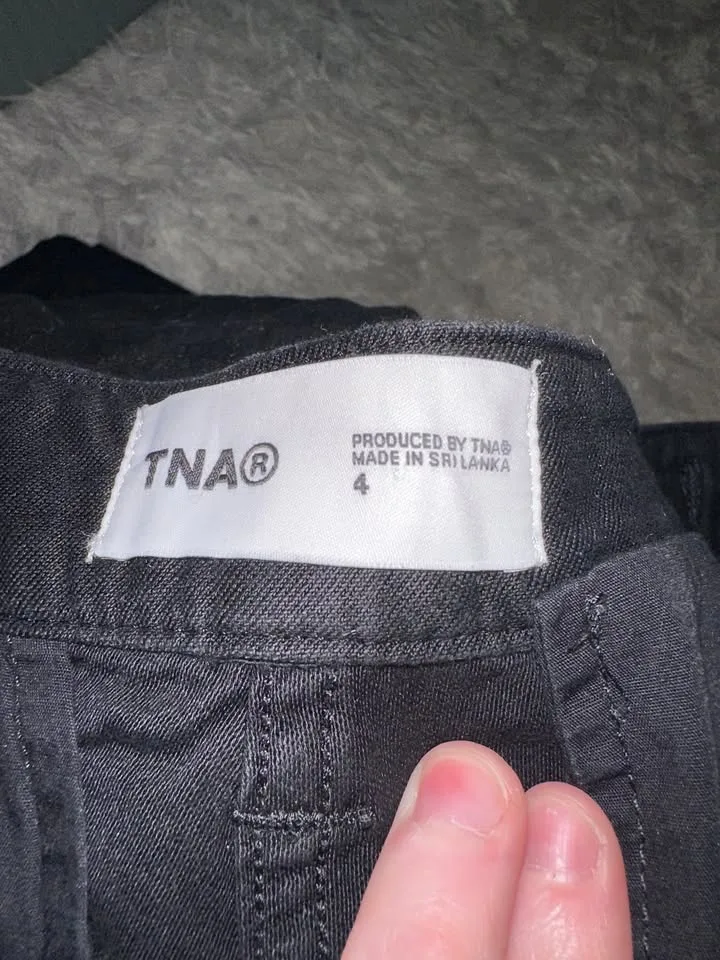 TNA®
PRODUCED BY TNA®
MADE IN SRI LANKA
4